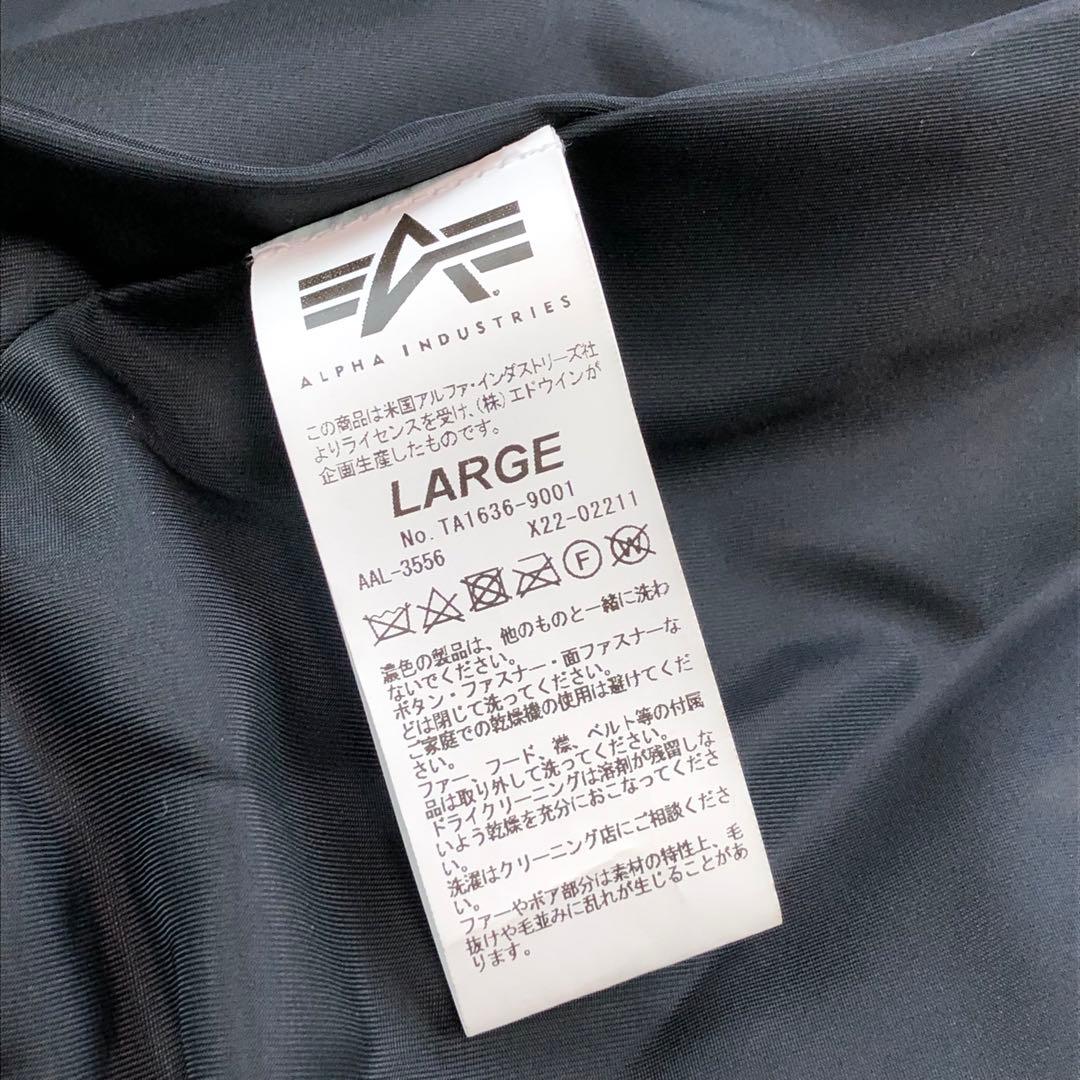 ALPHA INDUSTRIES
この商品は米国アルファ・インダストリーズ社
よりライセンスを受け、(株)エドウインが
企画生産したものです。
LARGE
No. TA1636-9001
AAL-3556 X22-02211
F W
濃色の製品は、他のものと一緒に洗わ
ないでください。
ボタン・ファスナー・面ファスナーな
どは閉じて洗ってください。
ご家庭での乾燥機の使用は避けてくだ
さい。
ファー、フード、襟、ベルト等の付属
品は取り外して洗ってください。
ドライクリーニングは溶剤が残留しな
いよう乾燥を充分におこなってくださ
い。
洗濯はクリーニング店にご相談くださ
い。
ファーやボア部分は素材の特性上、毛
抜けや毛並みに乱れが生じることがあ
ります。